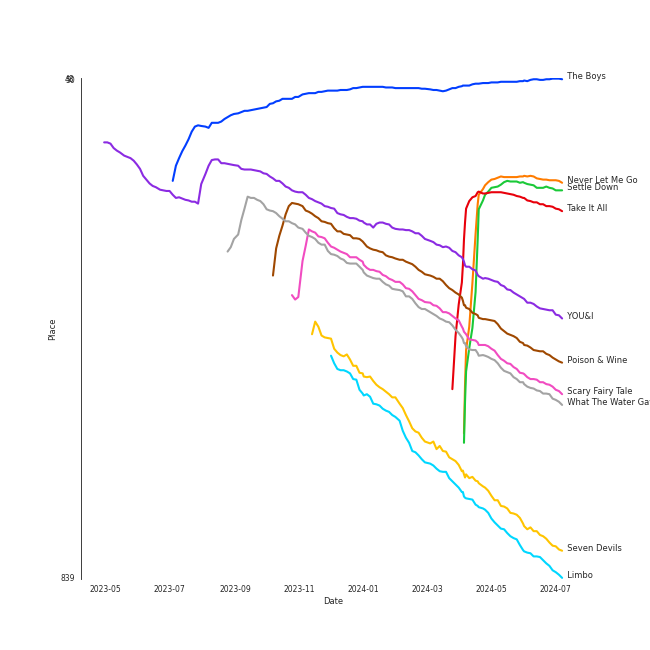 The Boys
Never Let Me Go
Settle Down
Take It All
YOU&I
Poison & Wine
Scary Fairy Tale
What The Water Ga
Seven Devils
Limbo
Place
839
2023-05 2023-07 2023-09 2023-11 2024-01 2024-03 2024-05 2024-07
Date